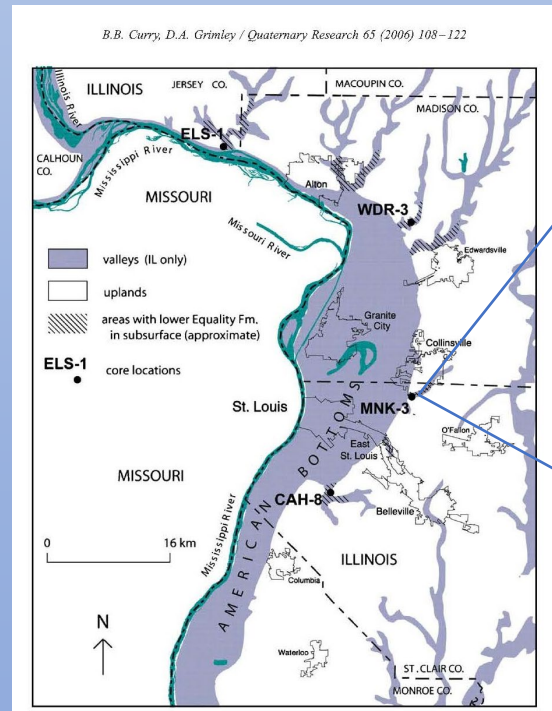 B.B. Curry, D.A. Grimley / Quaternary Research 65 (2006) 108–122
Illinois River
ILLINOIS
JERSEY CO.
MACOUPIN CO.
MADISON CO.
ELS-1
CALHOUN
CO.
Mississippi River
Alton
MISSOURI
WDR-3
Missouri River
Edwardsville
valleys (IL only)
uplands
areas with lower Equality Fm.
in subsurface (approximate)
Granite
City
Collinsville
ELS-1
core locations
St. Louis
MNK-3
O'Fallon
East
St. Louis
AMERICAN BOTTOMS
MISSOURI
CAH-8
Belleville
Mississippi River
0 16 km
ILLINOIS
Columbia
N
Waterloo
ST. CLAIR CO.
MONROE CO.